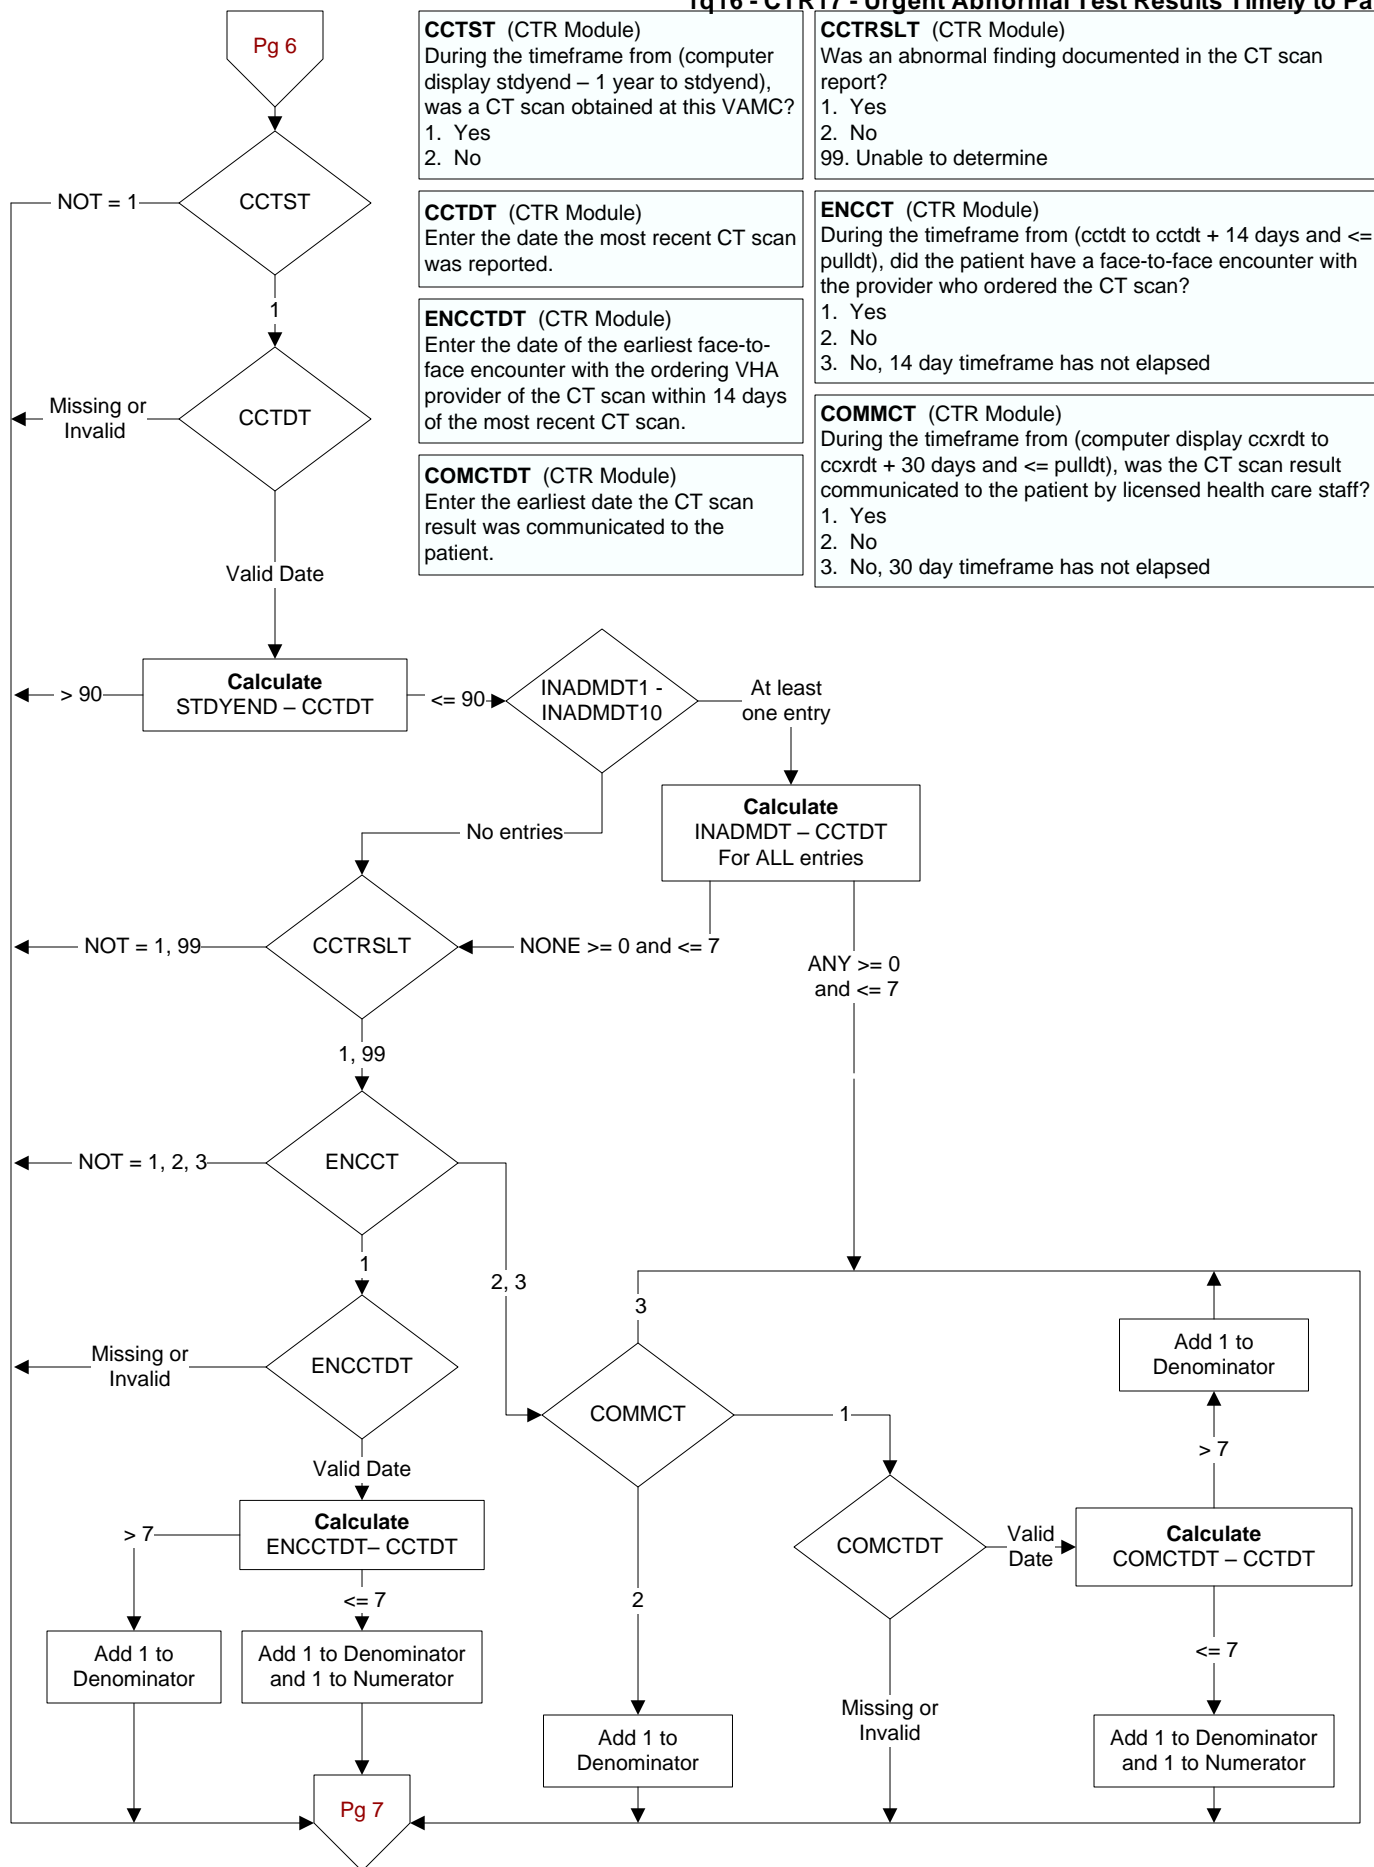 1q16 - CTR17 - Urgent Abnormal Test Results Timely to Pa
Pg 6
CCTST (CTR Module)
During the timeframe from (computer
display stdyend – 1 year to stdyend),
was a CT scan obtained at this VAMC?
1. Yes
2. No
CCTRSLT (CTR Module)
Was an abnormal finding documented in the CT scan
report?
1. Yes
2. No
99. Unable to determine
CCTDT (CTR Module)
Enter the date the most recent CT scan
was reported.
ENCCT (CTR Module)
During the timeframe from (cctdt to cctdt + 14 days and <=
pulldt), did the patient have a face-to-face encounter with
the provider who ordered the CT scan?
1. Yes
2. No
3. No, 14 day timeframe has not elapsed
ENCCTDT (CTR Module)
Enter the date of the earliest face-to-
face encounter with the ordering VHA
provider of the CT scan within 14 days
of the most recent CT scan.
COMMCT (CTR Module)
During the timeframe from (computer display ccxrdt to
ccxrdt + 30 days and <= pulldt), was the CT scan result
communicated to the patient by licensed health care staff?
1. Yes
2. No
3. No, 30 day timeframe has not elapsed
COMCTDT (CTR Module)
Enter the earliest date the CT scan
result was communicated to the
patient.
NOT = 1
CCTST
1
Missing or
Invalid
CCTDT
Valid Date
> 90
Calculate
STDYEND – CCTDT
<= 90
INADMDT1 -
INADMDT10
At least
one entry
Calculate
INADMDT – CCTDT
For ALL entries
No entries
NOT = 1, 99
CCTRSLT
NONE >= 0 and <= 7
ANY >= 0
and <= 7
1, 99
NOT = 1, 2, 3
ENCCT
1
2, 3
3
Missing or
Invalid
ENCCTDT
Add 1 to
Denominator
COMMCT
1
> 7
Valid Date
> 7
Calculate
ENCCTDT– CCTDT
COMCTDT
Valid
Date
Calculate
COMCTDT – CCTDT
<= 7
2
<= 7
Add 1 to
Denominator
Add 1 to Denominator
and 1 to Numerator
Missing or
Invalid
Add 1 to
Denominator
Add 1 to Denominator
and 1 to Numerator
Pg 7